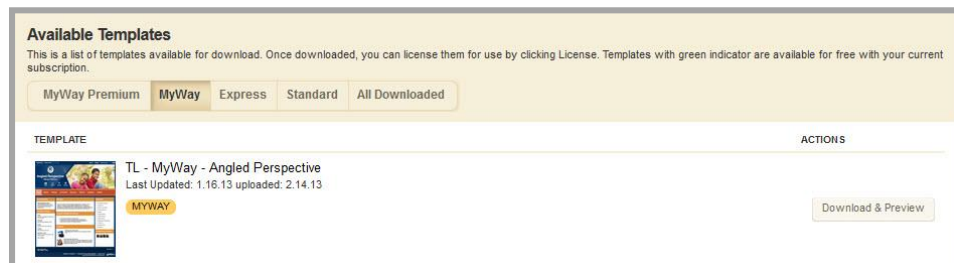 Available Templates
This is a list of templates available for download. Once downloaded, you can license them for use by clicking License. Templates with green indicator are available for free with your current
subscription.
MyWay Premium MyWay Express Standard All Downloaded
TEMPLATE ACTIONS
TL - MyWay - Angled Perspective
Last Updated: 1.16.13 uploaded: 2.14.13
MYWAY
Download & Preview